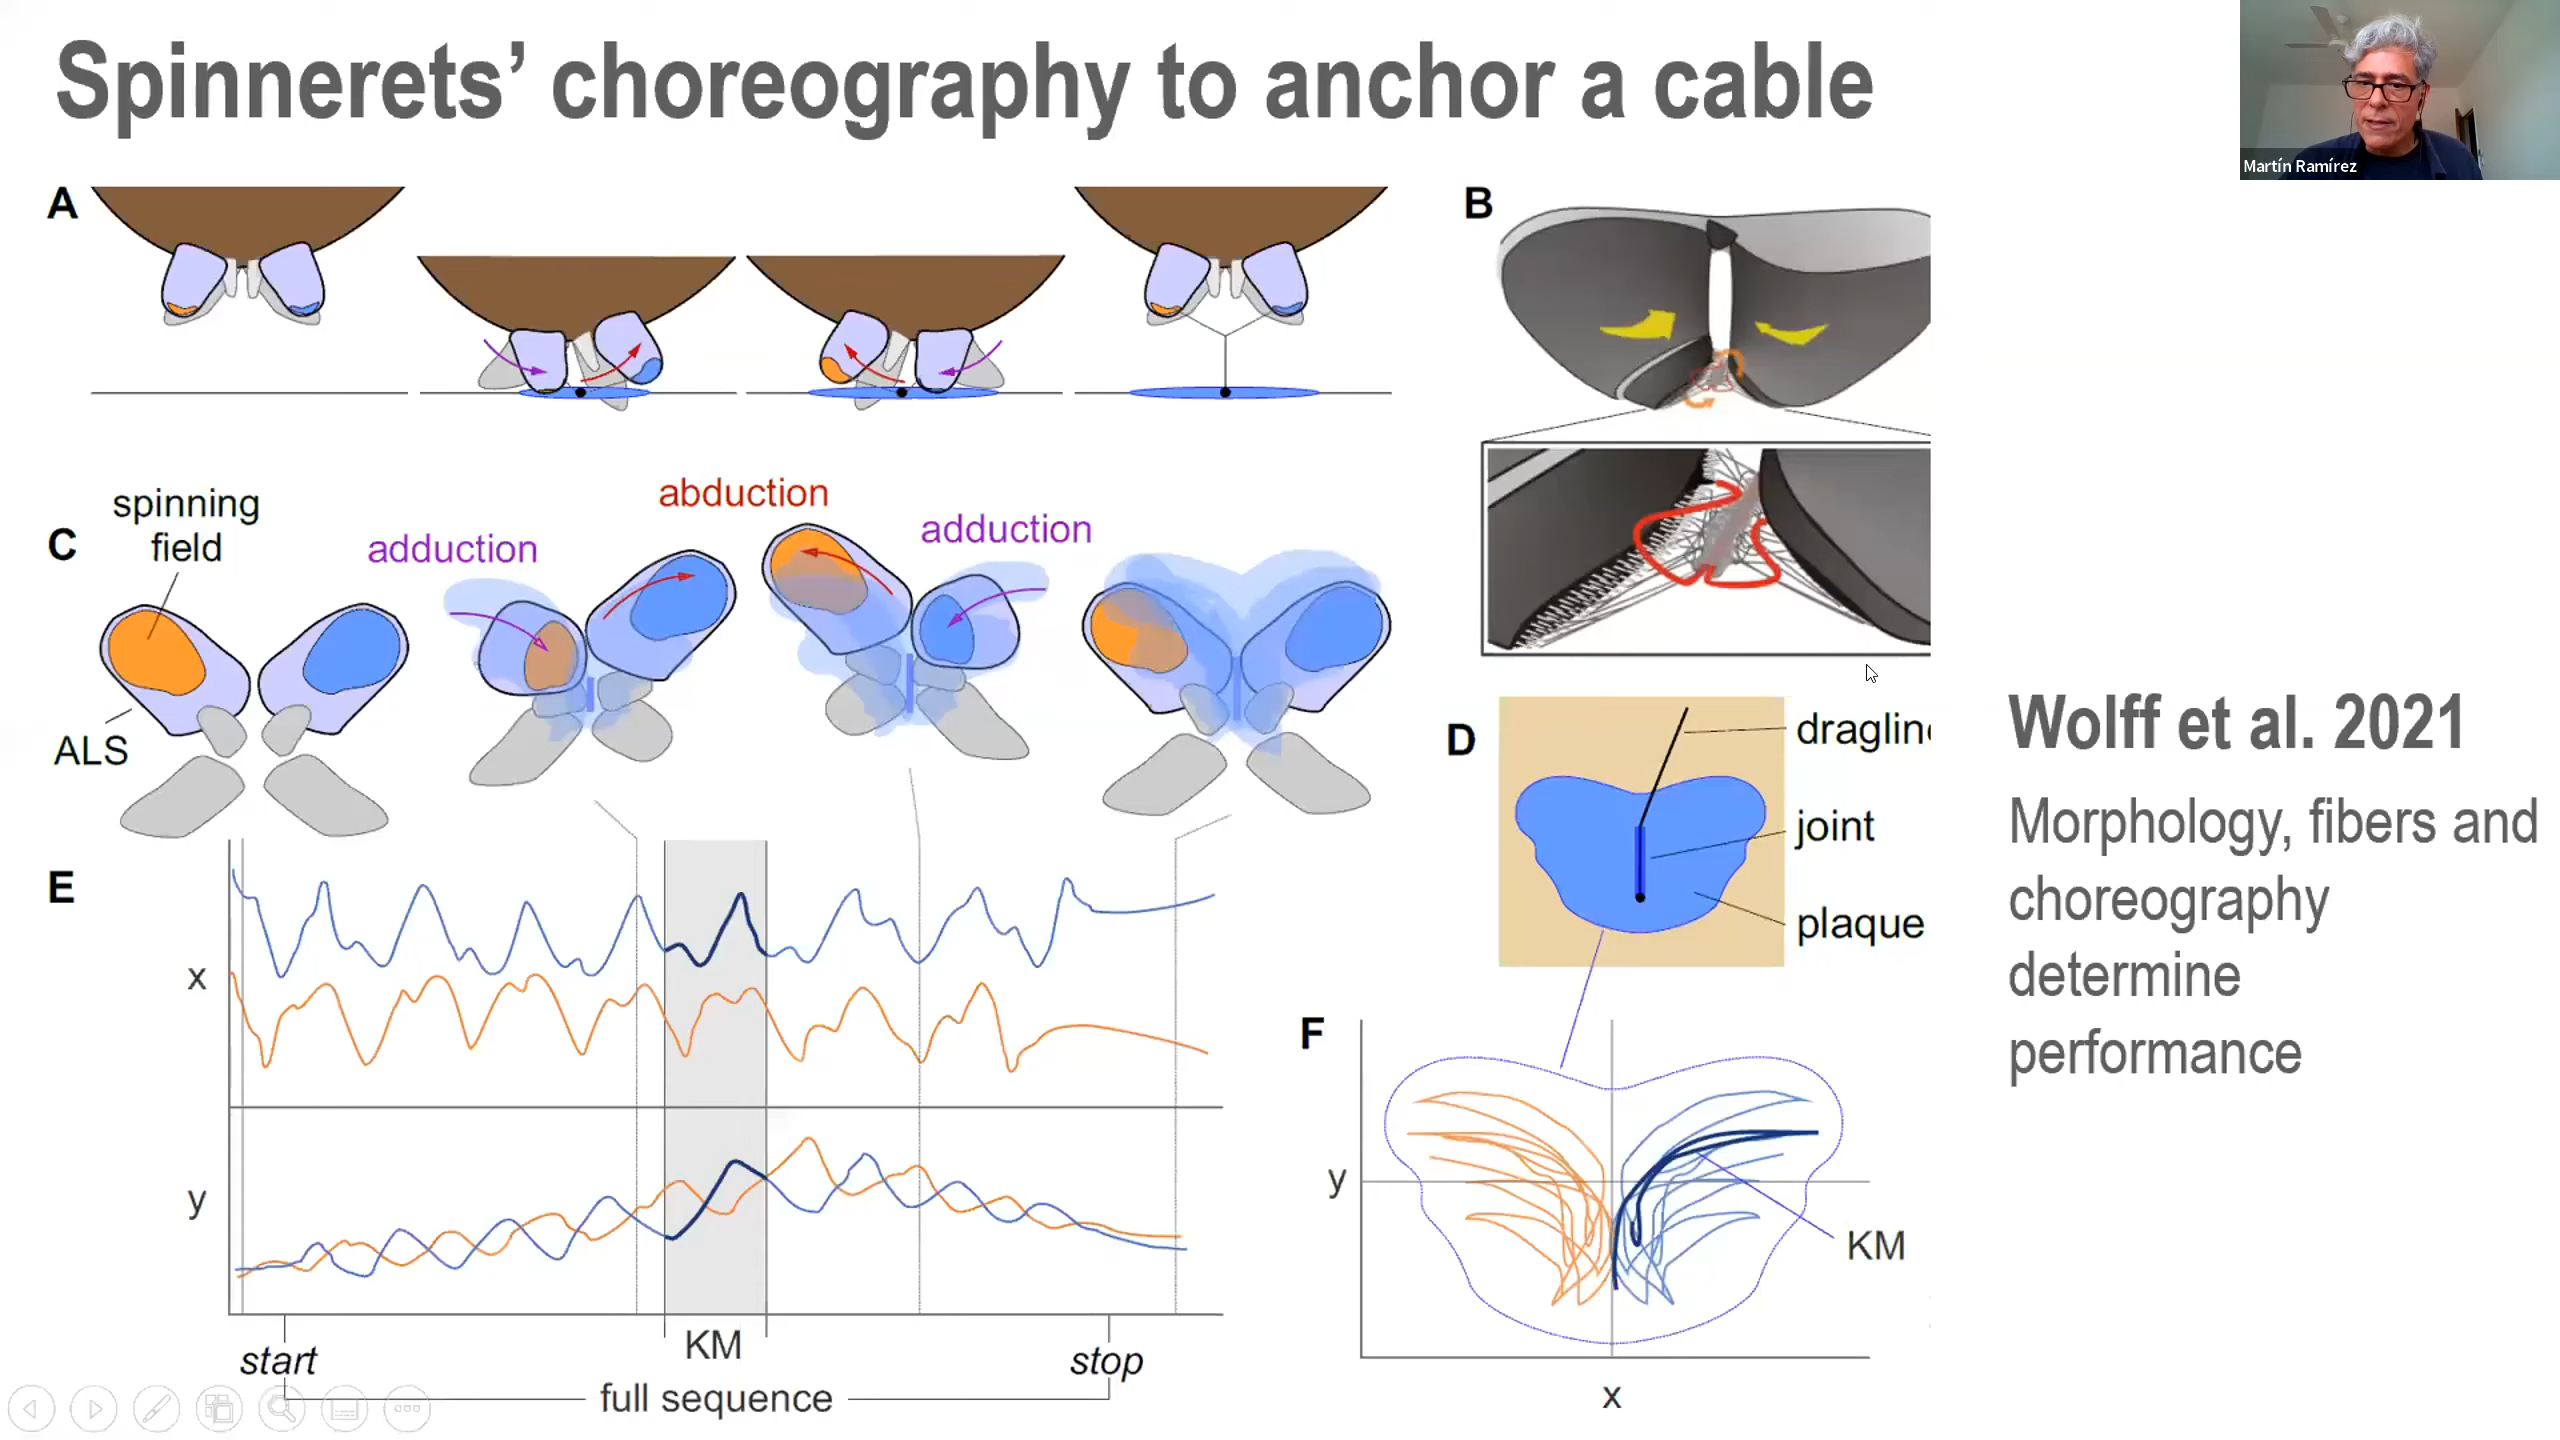 Spinnerets’ choreography to anchor a cable
Martín Ramírez
A
B
C
spinning
field
adduction
abduction
adduction
ALS
D
dragline
joint
plaque
E
x
y
start
KM
stop
full sequence
F
y
KM
x
Wolff et al. 2021
Morphology, fibers and
choreography
determine
performance